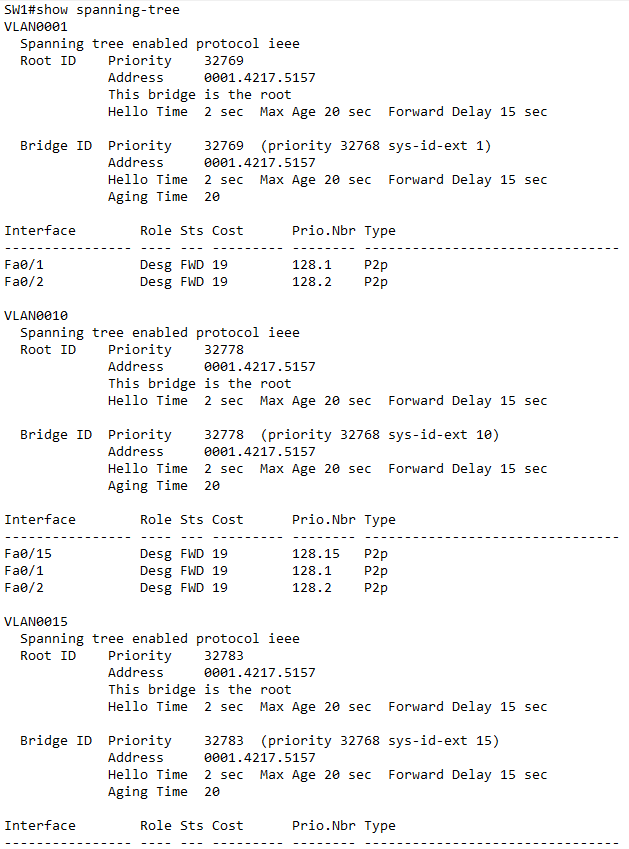 SW1#show spanning-tree
VLAN0001
  Spanning tree enabled protocol ieee
  Root ID    Priority    32769
             Address     0001.4217.5157
             This bridge is the root
             Hello Time  2 sec  Max Age 20 sec  Forward Delay 15 sec

  Bridge ID  Priority    32769  (priority 32768 sys-id-ext 1)
             Address     0001.4217.5157
             Hello Time  2 sec  Max Age 20 sec  Forward Delay 15 sec
             Aging Time  20

Interface        Role Sts Cost      Prio.Nbr Type
---------------- ---- --- --------- -------- --------------------------------
Fa0/1            Desg FWD 19        128.1    P2p
Fa0/2            Desg FWD 19        128.2    P2p

VLAN0010
  Spanning tree enabled protocol ieee
  Root ID    Priority    32778
             Address     0001.4217.5157
             This bridge is the root
             Hello Time  2 sec  Max Age 20 sec  Forward Delay 15 sec

  Bridge ID  Priority    32778  (priority 32768 sys-id-ext 10)
             Address     0001.4217.5157
             Hello Time  2 sec  Max Age 20 sec  Forward Delay 15 sec
             Aging Time  20

Interface        Role Sts Cost      Prio.Nbr Type
---------------- ---- --- --------- -------- --------------------------------
Fa0/15           Desg FWD 19        128.15   P2p
Fa0/1            Desg FWD 19        128.1    P2p
Fa0/2            Desg FWD 19        128.2    P2p

VLAN0015
  Spanning tree enabled protocol ieee
  Root ID    Priority    32783
             Address     0001.4217.5157
             This bridge is the root
             Hello Time  2 sec  Max Age 20 sec  Forward Delay 15 sec

  Bridge ID  Priority    32783  (priority 32768 sys-id-ext 15)
             Address     0001.4217.5157
             Hello Time  2 sec  Max Age 20 sec  Forward Delay 15 sec
             Aging Time  20

Interface        Role Sts Cost      Prio.Nbr Type
---------------- ---- --- --------- -------- --------------------------------